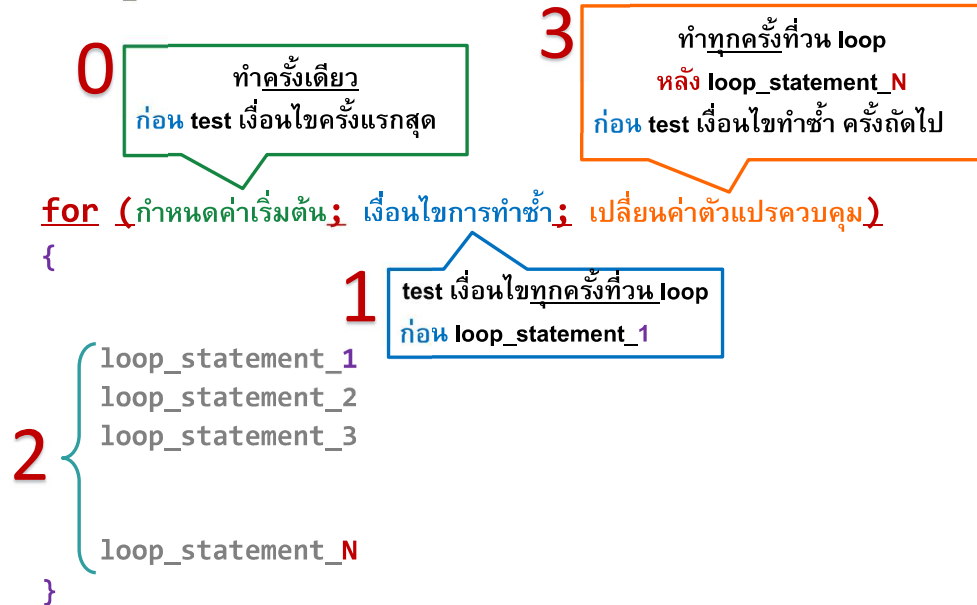 0
ทำครั้งเดียว
ก่อน test เงื่อนไขครั้งแรกสุด
3
ทำทุกครั้งที่วน loop
หลัง loop_statement_N
ก่อน test เงื่อนไขทำซ้ำ ครั้งถัดไป
for (กำหนดค่าเริ่มต้น; เงื่อนไขการทำซ้ำ; เปลี่ยนค่าตัวแปรควบคุม)
{
1
test เงื่อนไขทุกครั้งที่วน loop
ก่อน loop_statement_1
2
loop_statement_1
loop_statement_2
loop_statement_3
loop_statement_N
}